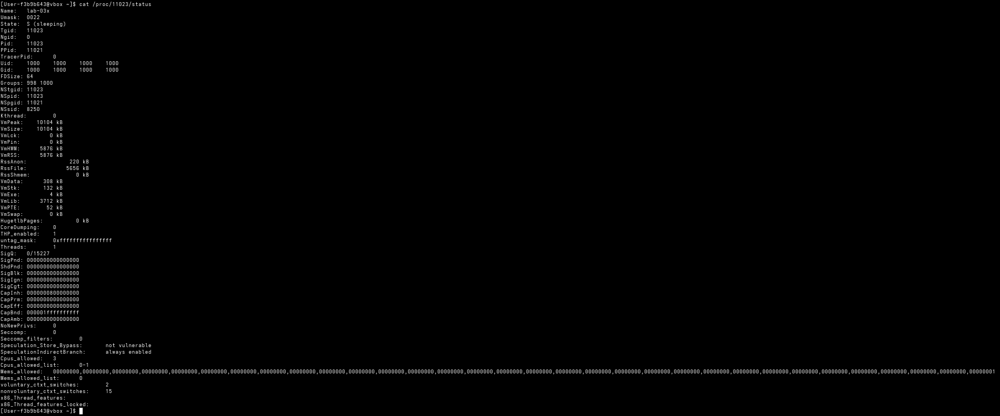 [User-f3b9b643@vbox ~]$ cat /proc/11023/status
Name:	lab-03x
Umask:	0022
State:	S (sleeping)
Tgid:	11023
Ngid:	0
Pid:	11023
PPid:	11021
TracerPid:	0
Uid:	1000	1000	1000	1000
Gid:	1000	1000	1000	1000
FDSize:	64
Groups:	998 1000
NStgid:	11023
NSpid:	11023
NSpgid:	11021
NSsid:	8250
Kthread:	0
VmPeak:	   10104 kB
VmSize:	   10104 kB
VmLck:	       0 kB
VmPin:	       0 kB
VmHWM:	    5876 kB
VmRSS:	    5876 kB
RssAnon:	     220 kB
RssFile:	    5656 kB
RssShmem:	       0 kB
VmData:	     308 kB
VmStk:	     132 kB
VmExe:	       4 kB
VmLib:	    3712 kB
VmPTE:	      52 kB
VmSwap:	       0 kB
HugetlbPages:	       0 kB
CoreDumping:	0
THP_enabled:	1
untag_mask:	0xffffffffffffffff
Threads:	1
SigQ:	0/15227
SigPnd:	0000000000000000
ShdPnd:	0000000000000000
SigBlk:	0000000000000000
SigIgn:	0000000000000000
SigCgt:	0000000000000000
CapInh:	0000000800000000
CapPrm:	0000000000000000
CapEff:	0000000000000000
CapBnd:	000001ffffffffff
CapAmb:	0000000000000000
NoNewPrivs:	0
Seccomp:	0
Seccomp_filters:	0
Speculation_Store_Bypass:	not vulnerable
SpeculationIndirectBranch:	always enabled
Cpus_allowed:	3
Cpus_allowed_list:	0-1
Mems_allowed:	00000000,00000000,00000000,00000000,00000000,00000000,00000000,00000000,00000000,00000000,00000000,00000000,00000000,00000000,00000000,00000000,00000000,00000000,00000000,00000000,00000000,00000000,00000000,00000000,00000000,00000000,00000000,00000000,00000000,00000000,00000000,00000001
Mems_allowed_list:	0
voluntary_ctxt_switches:	2
nonvoluntary_ctxt_switches:	15
x86_Thread_features:
x86_Thread_features_locked:
[User-f3b9b643@vbox ~]$